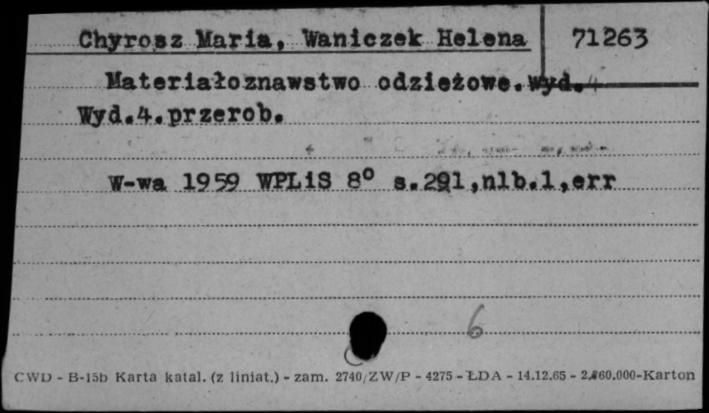 Chyrosz Maria, Waniczek Helena 71263
Materiałoznawstwo odzieżowe. Wyd. 4
Wyd.4.przerob.
W-wa 1959 WPLiS 8° s.291,nlb.1,err
6
CWD - B-15b Karta katal. (z liniat.) - zam. 2740/ZW/P - 4275 - ŁDA - 14.12.65 - 2.860.000-Karton